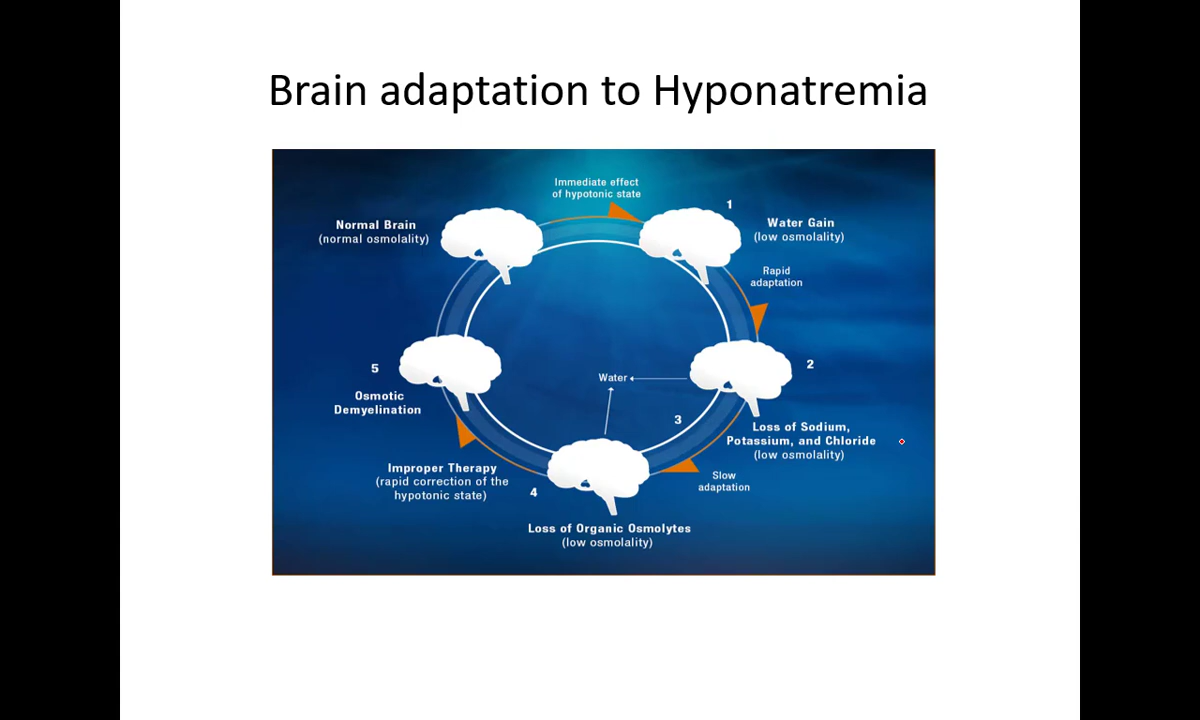 Brain adaptation to Hyponatremia
Immediate effect
of hypotonic state
Normal Brain
(normal osmolality)
1
Water Gain
(low osmolality)
Rapid
adaptation
2
Loss of Sodium,
Potassium, and Chloride
(low osmolality)
Water
3
Slow
adaptation
4
Loss of Organic Osmolytes
(low osmolality)
Improper Therapy
(rapid correction of the
hypotonic state)
5
Osmotic
Demyelination